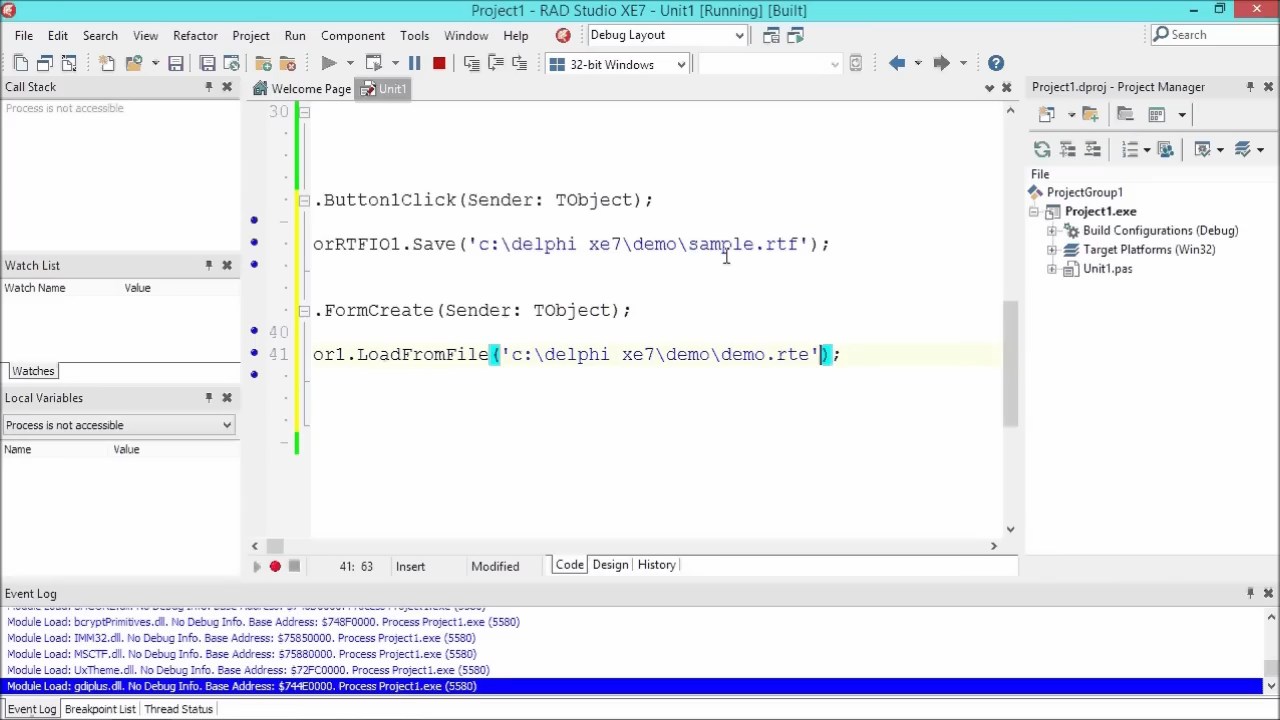 Project1 - RAD Studio XE7 - Unit1 [Running] [Built]
File Edit Search View Refactor Project Run Component Tools Window Help Debug Layout Search
32-bit Windows
Call Stack
Process is not accessible
Welcome Page Unit1
Project1.dproj - Project Manager
30
File
ProjectGroup1
.Button1Click(Sender: TObject);
Project1.exe
Build Configurations (Debug)
orRTFIO1.Save('c:\delphi xe7\demo\sample.rtf');
Target Platforms (Win32)
Watch List
Unit1.pas
Watch Name Value
.FormCreate(Sender: TObject);
40
41 or1.LoadFromFile('c:\delphi xe7\demo\demo.rte');
Watches
Local Variables
Process is not accessible
Name Value
41: 63 Insert Modified Code Design History
Event Log
Module Load: bcryptPrimitives.dll. No Debug Info. Base Address: $748F0000. Process Project1.exe (5580)
Module Load: IMM32.dll. No Debug Info. Base Address: $75850000. Process Project1.exe (5580)
Module Load: MSCTF.dll. No Debug Info. Base Address: $75880000. Process Project1.exe (5580)
Module Load: UxTheme.dll. No Debug Info. Base Address: $72FC0000. Process Project1.exe (5580)
Module Load: gdiplus.dll. No Debug Info. Base Address: $744E0000. Process Project1.exe (5580)
Event Log Breakpoint List Thread Status